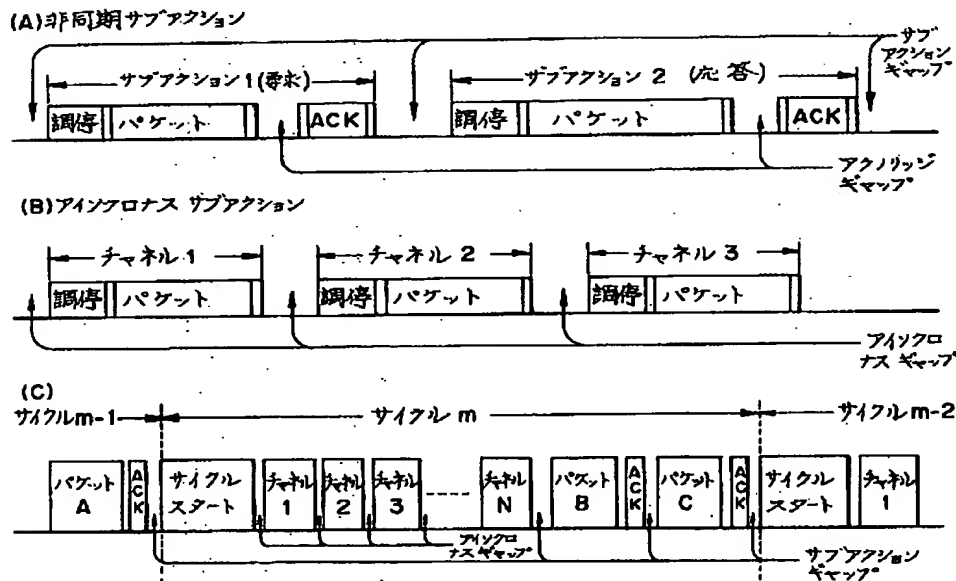 (A)非同期サブアクション
サブ
アクション
ギャップ
サブアクション1(要求)
サブアクション 2 (応答)
調停
パケット
ACK
調停
パケット
ACK
アクノリッジ
ギャップ
(B)アイソクロナス サブアクション
チャネル 1
チャネル 2
チャネル 3
調停
パケット
調停
パケット
調停
パケット
アイソクロ
ナス ギャップ
(C)
サイクルm-1
サイクル m
サイクルm-2
パケット
A
ACK
サイクル
スタート
チャネル
1
チャネル
2
チャネル
3
チャネル
N
パケット
B
ACK
パケット
C
ACK
サイクル
スタート
チャネル
1
アイソクロ
ナスギャップ
サブアクション
ギャップ